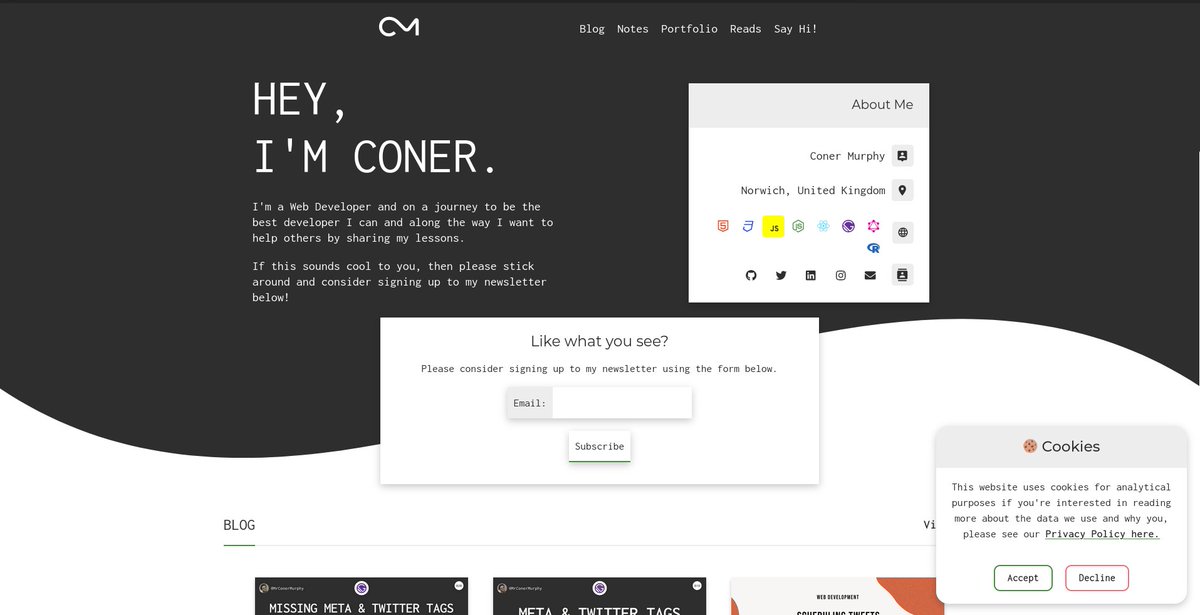 CM
Blog Notes Portfolio Reads Say Hi!
HEY,
I'M CONER.
I'm a Web Developer and on a journey to be the
best developer I can and along the way I want to
help others by sharing my lessons.
If this sounds cool to you, then please stick
around and consider signing up to my newsletter
below!
About Me
Coner Murphy
Norwich, United Kingdom
JS
Like what you see?
Please consider signing up to my newsletter using the form below.
Email:
Subscribe
Cookies
This website uses cookies for analytical
purposes if you're interested in reading
more about the data we use and why you,
please see our Privacy Policy here.
Accept Decline
BLOG
Vi
@MrConerMurphy
MISSING META & TWITTER TAGS
@MrConerMurphy
META & TWITTER TAGS
WEB DEVELOPMENT
SCHEDULING TWEETS